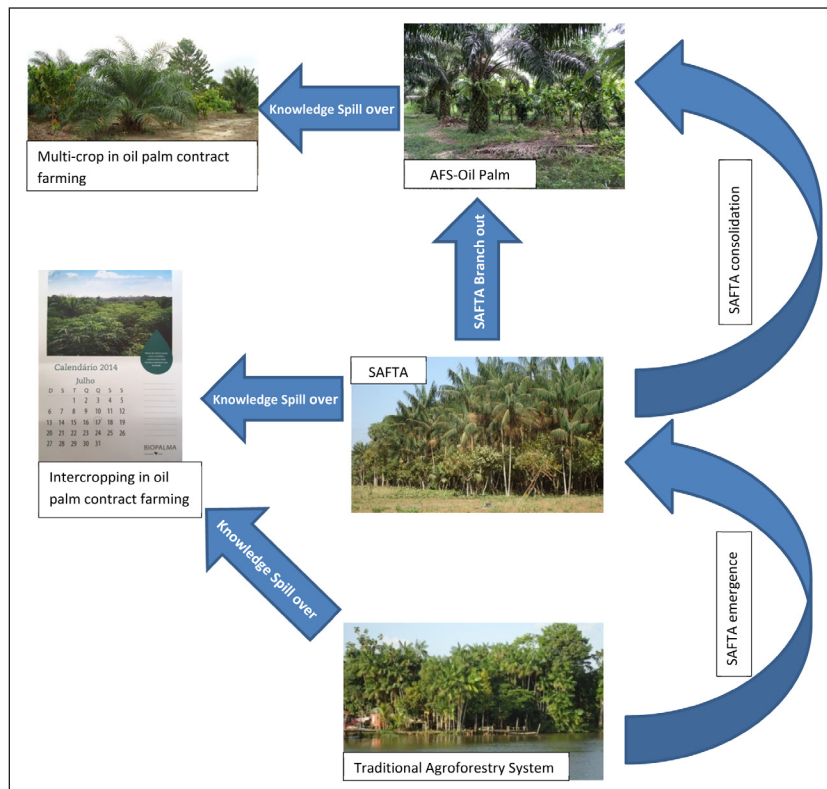 Knowledge Spill over
Multi-crop in oil palm contract
farming
AFS-Oil Palm
SAFTA consolidation
SAFTA Branch out
SAFTA
Knowledge Spill over
Calendário 2014
Julho
D S T Q Q S S
1 2 3 4 5
6 7 8 9 10 11 12
13 14 15 16 17 18 19
20 21 22 23 24 25 26
27 28 29 30 31
BIOPALMA
Intercropping in oil
palm contract farming
Knowledge Spill over
SAFTA emergence
Traditional Agroforestry System